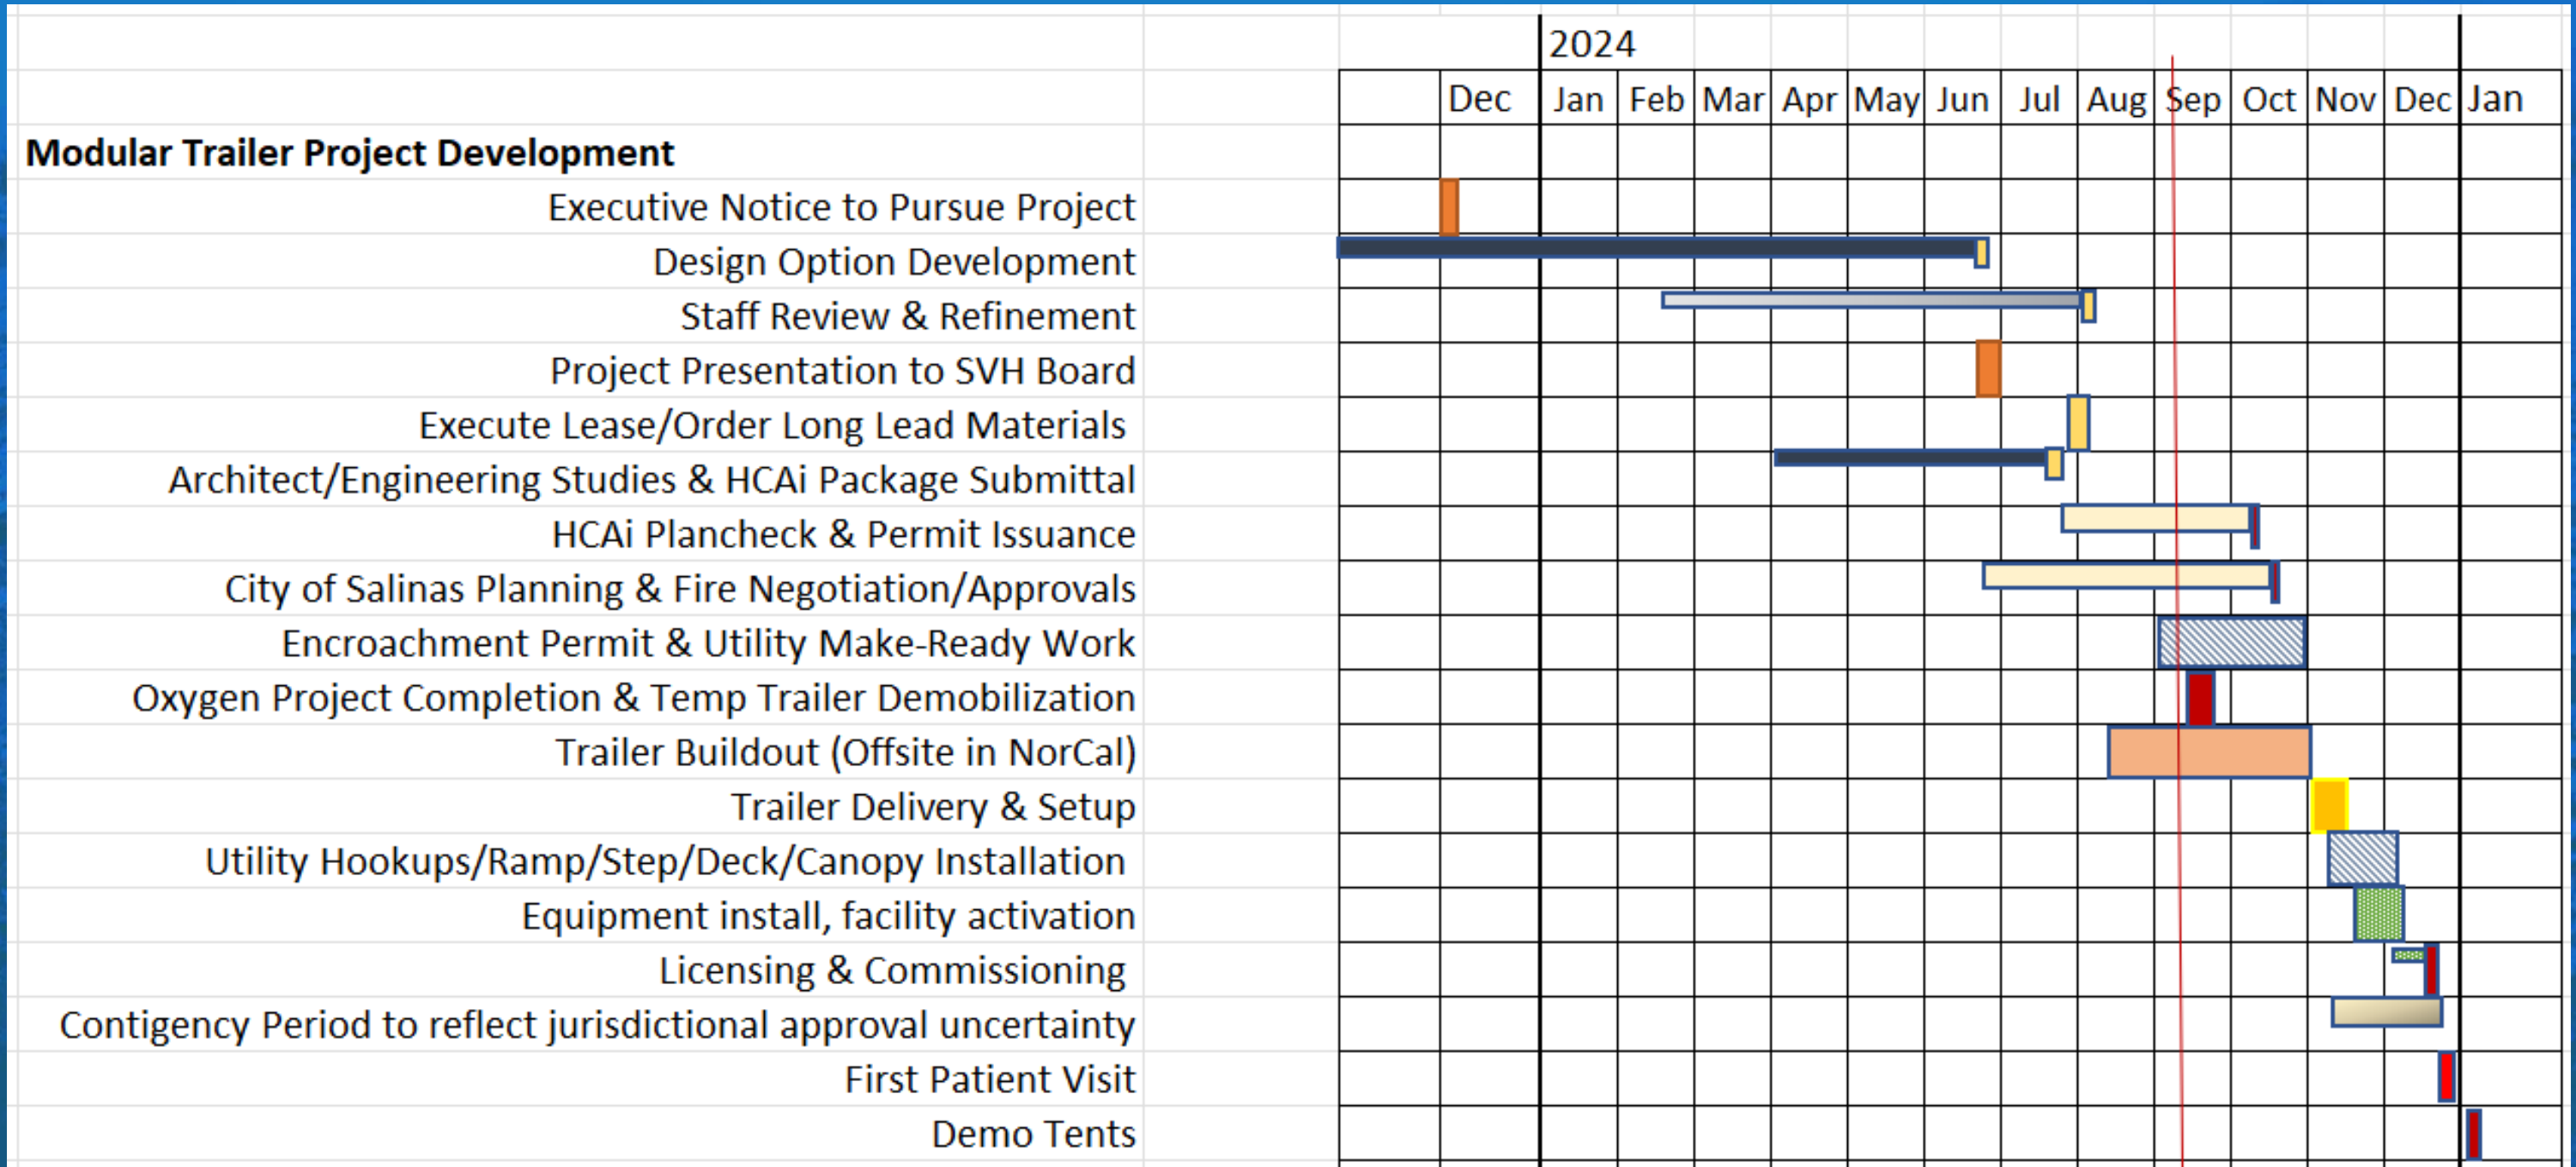 2024
Dec Jan Feb Mar Apr May Jun Jul Aug Sep Oct Nov Dec Jan
Modular Trailer Project Development
Executive Notice to Pursue Project
Design Option Development
Staff Review & Refinement
Project Presentation to SVH Board
Execute Lease/Order Long Lead Materials
Architect/Engineering Studies & HCAi Package Submittal
HCAi Plancheck & Permit Issuance
City of Salinas Planning & Fire Negotiation/Approvals
Encroachment Permit & Utility Make-Ready Work
Oxygen Project Completion & Temp Trailer Demobilization
Trailer Buildout (Offsite in NorCal)
Trailer Delivery & Setup
Utility Hookups/Ramp/Step/Deck/Canopy Installation
Equipment install, facility activation
Licensing & Commissioning
Contigency Period to reflect jurisdictional approval uncertainty
First Patient Visit
Demo Tents